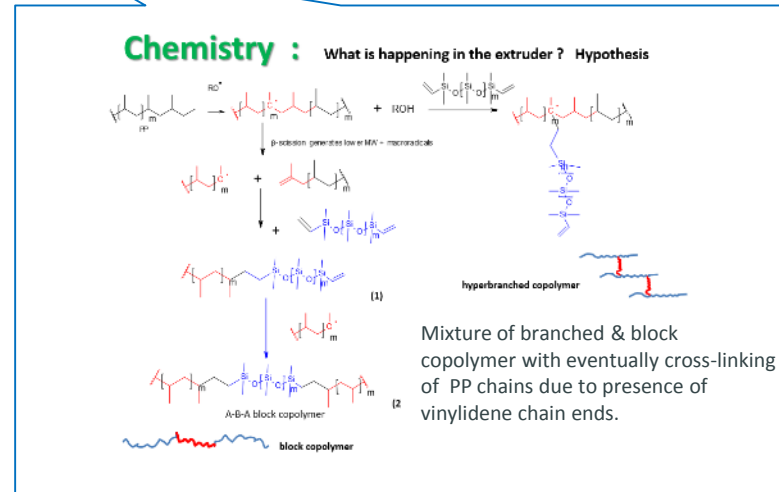 Chemistry : What is happening in the extruder ? Hypothesis
RO•
+ ROH
PP
β-scission generates lower MW – macroradicals
+
+
(1)
hyperbranched copolymer
Mixture of branched & block
copolymer with eventually cross-linking
of PP chains due to presence of
vinylidene chain ends.
(2
A-B-A block copolymer
block copolymer